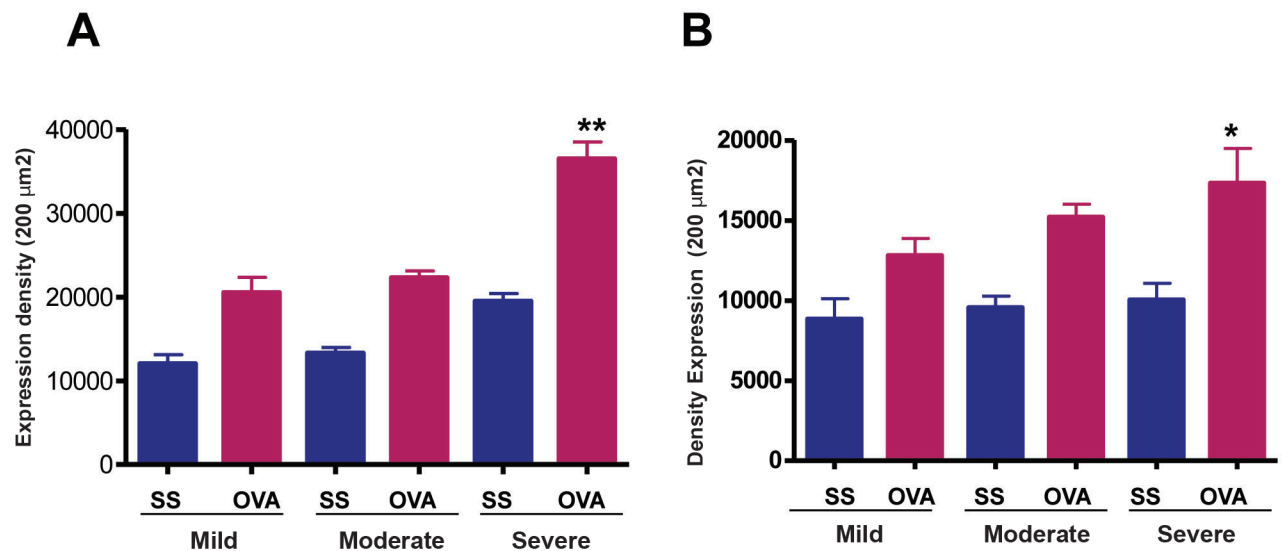 A
Expression density (200 μm2)
40000
30000
20000
10000
0
**
SS OVA SS OVA SS OVA
Mild Moderate Severe
B
Density Expression (200 μm2)
20000
15000
10000
5000
0
*
SS OVA SS OVA SS OVA
Mild Moderate Severe